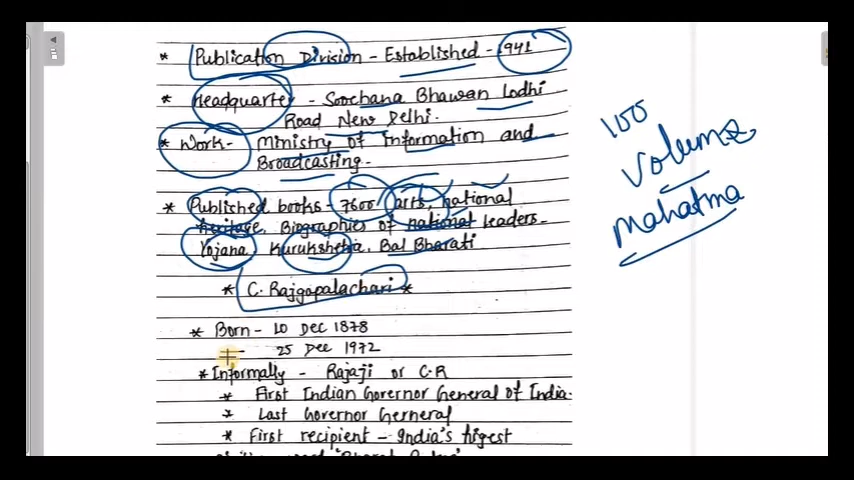 * Publication Division - Established - 1941
* Headquarter - Soochana Bhawan Lodhi
Road New Delhi.
* Work - Ministry of Information and
Broadcasting.
* Published books - 7600 arts, national
heritage, Biographies of national leaders.
Yojana Kurukshetra, Bal Bharati
* C. Rajgopalachari *
* Born - 10 Dec 1878
25 Dec 1972
* Informally - Rajaji or C.R
* First Indian Governor General of India.
* Last Governor Gerneral
* First recipient - India's higest
100
Volumes
Mahatma